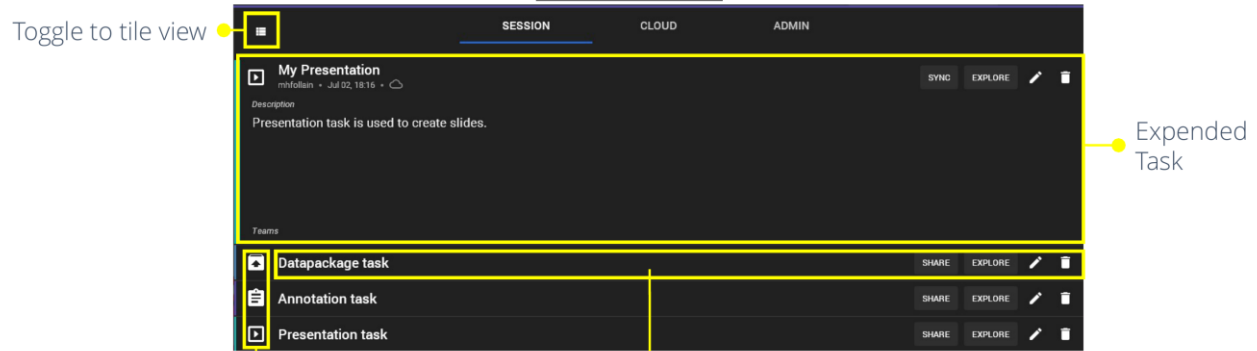 Toggle to tile view
SESSION CLOUD ADMIN
My Presentation
mhfollain • Jul 02, 18:16 •
SYNC EXPLORE
Description
Presentation task is used to create slides.
Expended
Task
Teams
Datapackage task SHARE EXPLORE
Annotation task SHARE EXPLORE
Presentation task SHARE EXPLORE